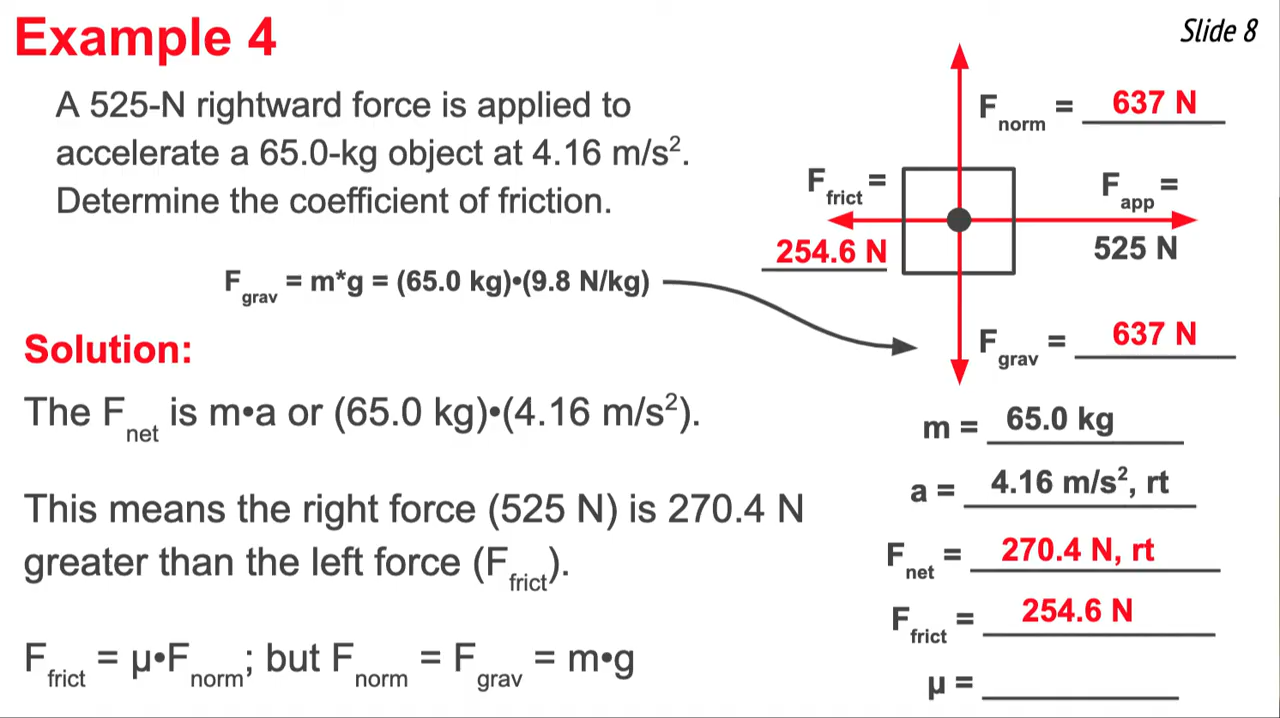 Example 4
Slide 8
A 525-N rightward force is applied to
accelerate a 65.0-kg object at 4.16 m/s².
Determine the coefficient of friction.
F_grav = m*g = (65.0 kg)•(9.8 N/kg)
F_norm = 637 N
F_frict =
254.6 N
F_app =
525 N
F_grav = 637 N
Solution:
The F_net is m•a or (65.0 kg)•(4.16 m/s²).
This means the right force (525 N) is 270.4 N
greater than the left force (F_frict).
F_frict = μ•F_norm; but F_norm = F_grav = m•g
m = 65.0 kg
a = 4.16 m/s², rt
F_net = 270.4 N, rt
F_frict = 254.6 N
μ =